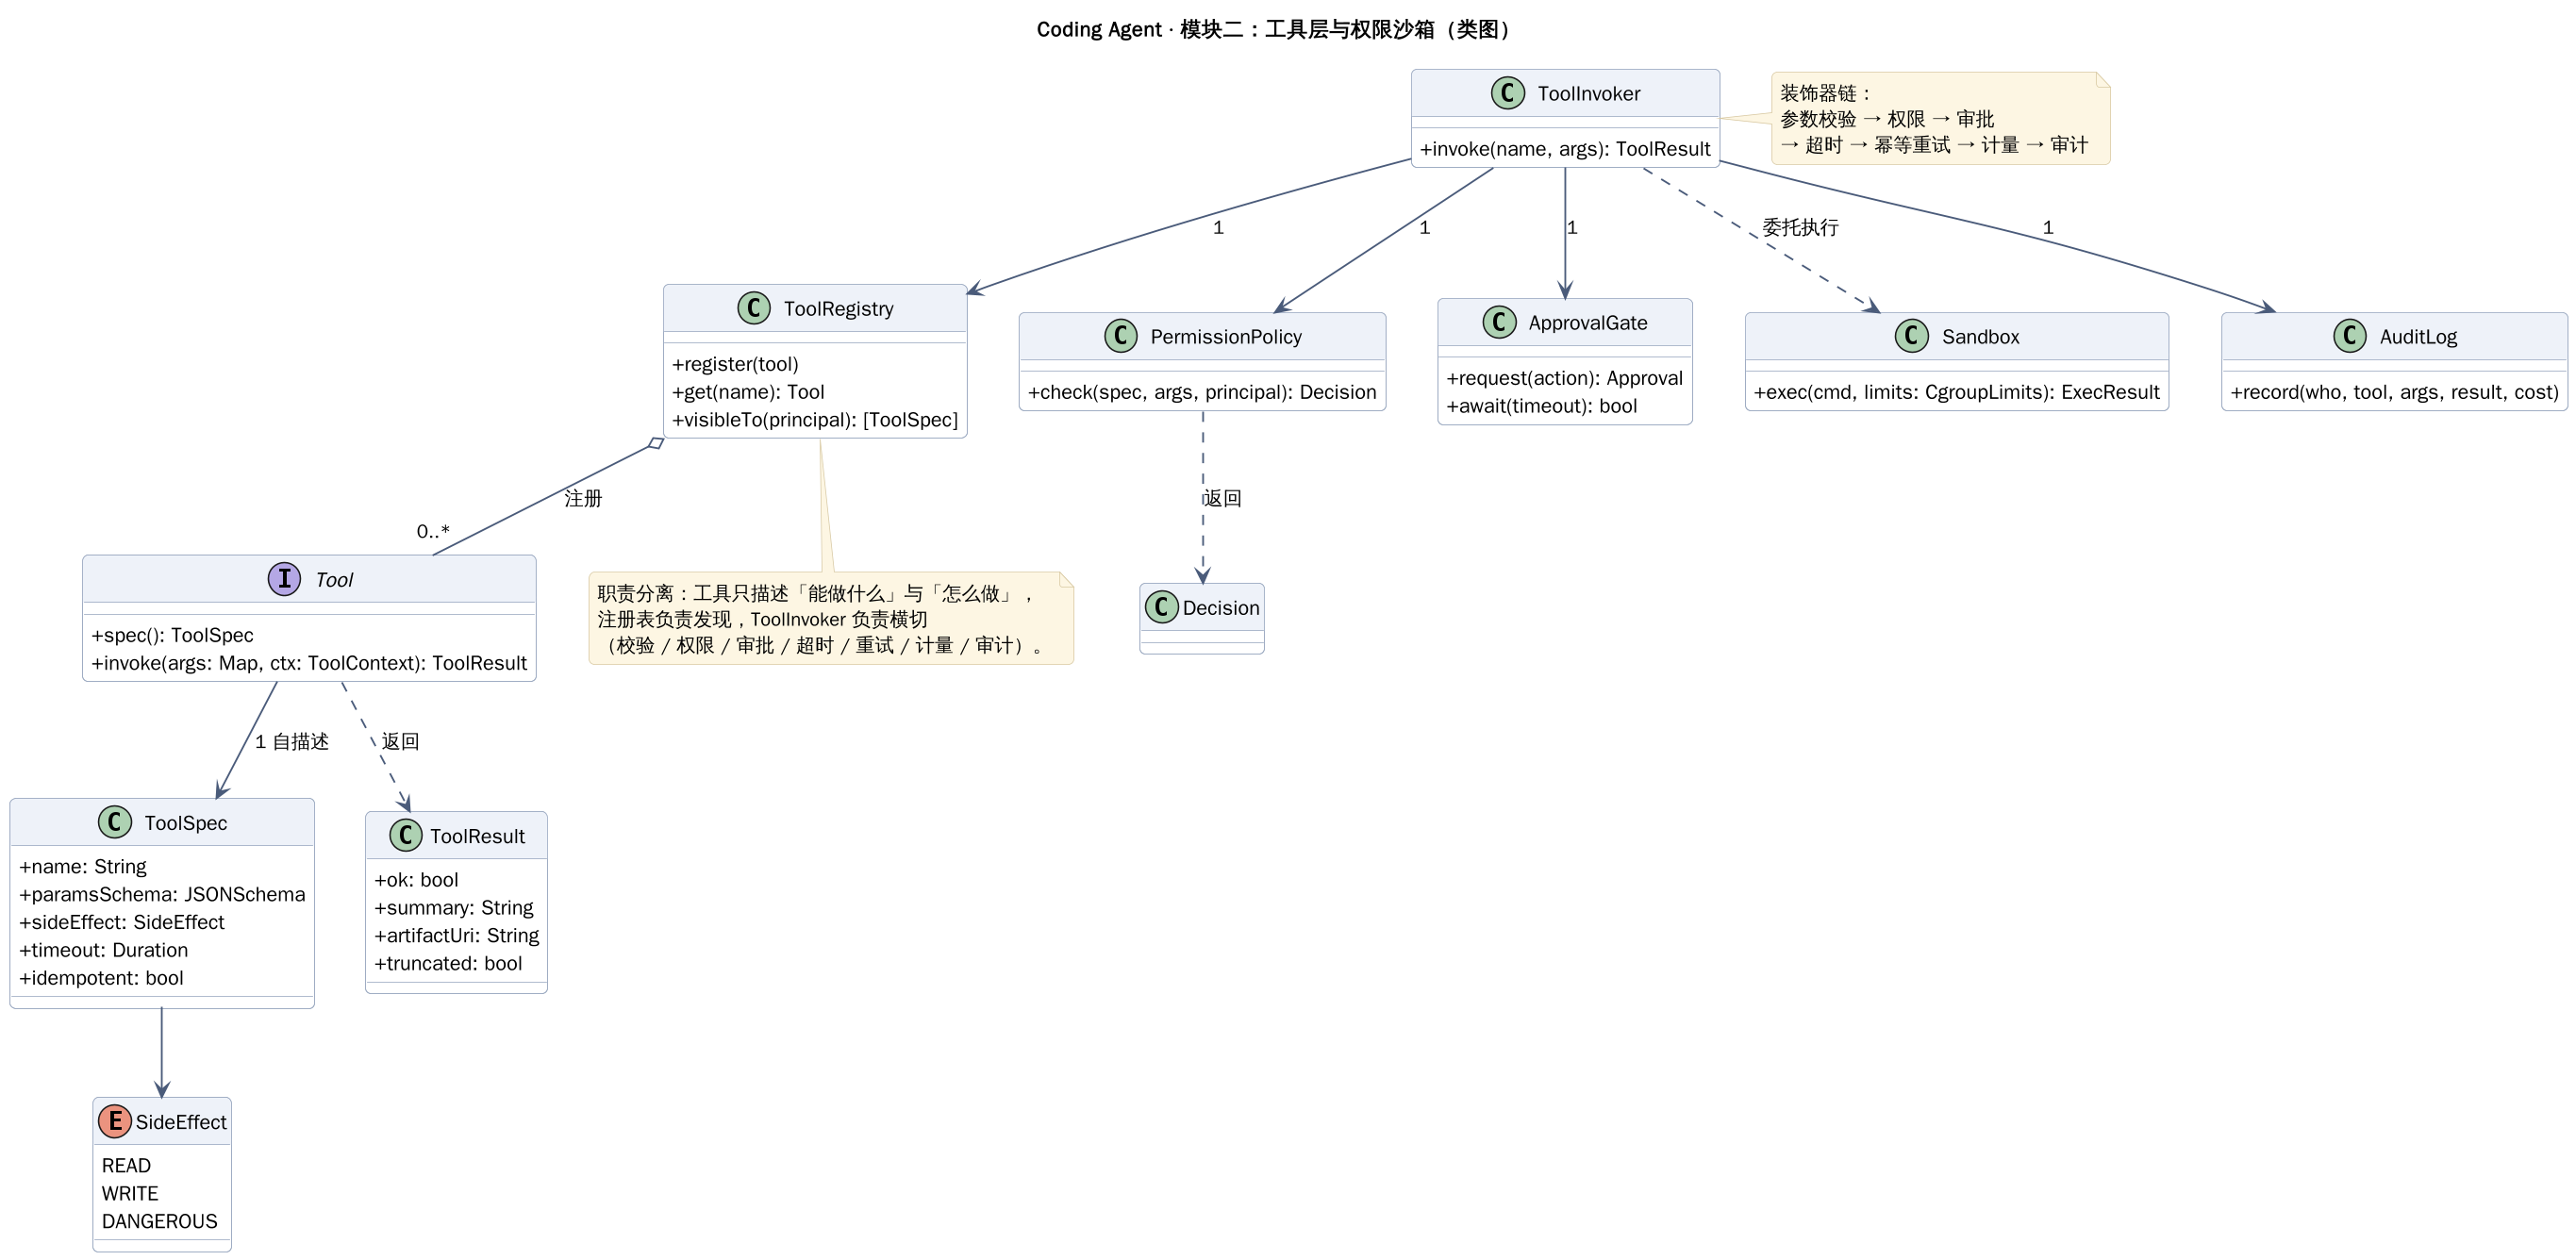 Coding Agent · 模块二：工具层与权限沙箱（类图）
C ToolInvoker
+invoke(name, args): ToolResult
装饰器链：
参数校验 → 权限 → 审批
→ 超时 → 幂等重试 → 计量 → 审计
1
1
1
委托执行
1
C ToolRegistry
+register(tool)
+get(name): Tool
+visibleTo(principal): [ToolSpec]
C PermissionPolicy
+check(spec, args, principal): Decision
C ApprovalGate
+request(action): Approval
+await(timeout): bool
C Sandbox
+exec(cmd, limits: CgroupLimits): ExecResult
C AuditLog
+record(who, tool, args, result, cost)
注册
0..*
返回
I Tool
+spec(): ToolSpec
+invoke(args: Map, ctx: ToolContext): ToolResult
职责分离：工具只描述「能做什么」与「怎么做」，
注册表负责发现，ToolInvoker 负责横切
（校验 / 权限 / 审批 / 超时 / 重试 / 计量 / 审计）。
C Decision
1 自描述
返回
C ToolSpec
+name: String
+paramsSchema: JSONSchema
+sideEffect: SideEffect
+timeout: Duration
+idempotent: bool
C ToolResult
+ok: bool
+summary: String
+artifactUri: String
+truncated: bool
E SideEffect
READ
WRITE
DANGEROUS